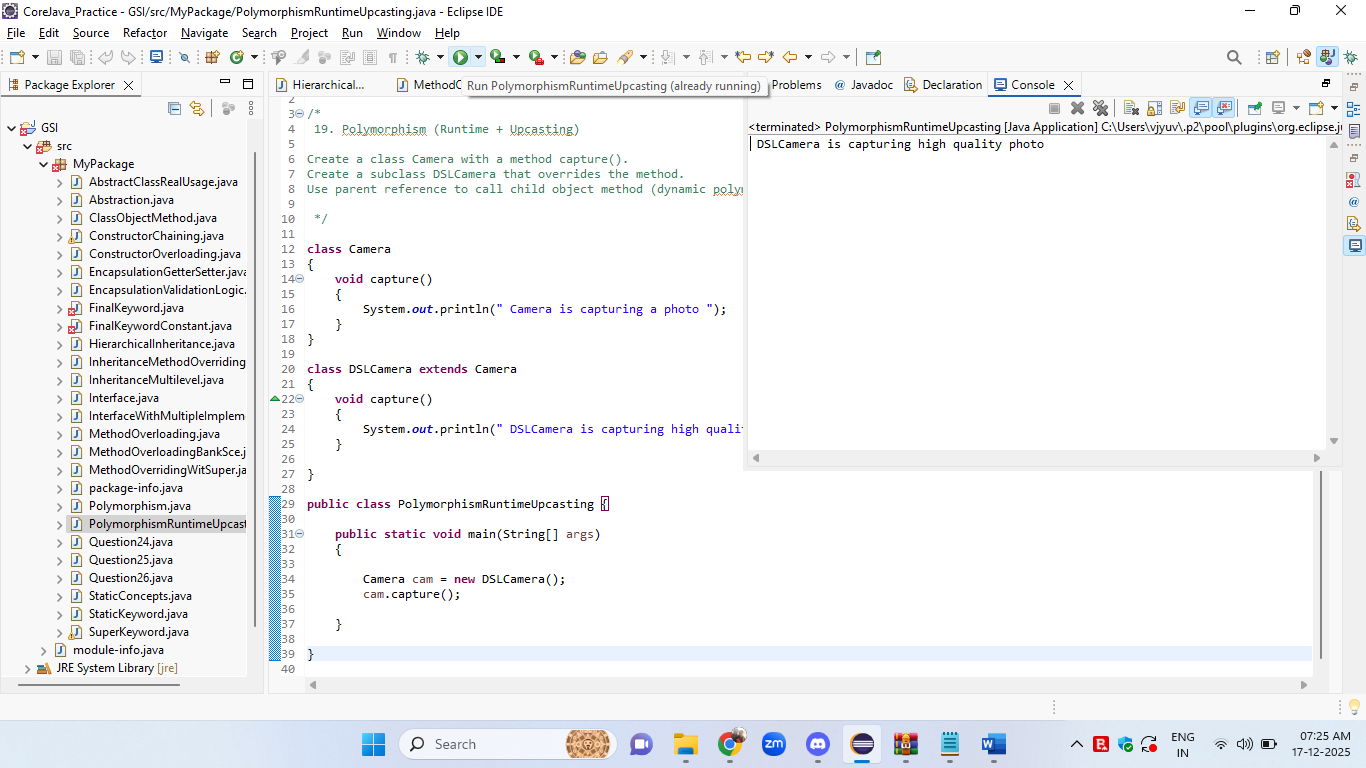 CoreJava_Practice - GSI/src/MyPackage/PolymorphismRuntimeUpcasting.java - Eclipse IDE
File Edit Source Refactor Navigate Search Project Run Window Help
Package Explorer
GSI
src
MyPackage
AbstractClassRealUsage.java
Abstraction.java
ClassObjectMethod.java
ConstructorChaining.java
ConstructorOverloading.java
EncapsulationGetterSetter.java
EncapsulationValidationLogic.
FinalKeyword.java
FinalKeywordConstant.java
HierarchicalInheritance.java
InheritanceMethodOverriding
InheritanceMultilevel.java
Interface.java
InterfaceWithMultipleImplem
MethodOverloading.java
MethodOverloadingBankSce.j
MethodOverridingWitSuper.ja
package-info.java
Polymorphism.java
PolymorphismRuntimeUpcast
Question24.java
Question25.java
Question26.java
StaticConcepts.java
StaticKeyword.java
SuperKeyword.java
module-info.java
JRE System Library [jre]
Hierarchical... MethodC
Run PolymorphismRuntimeUpcasting (already running)
2
3 /*
4 19. Polymorphism (Runtime + Upcasting)
5
6 Create a class Camera with a method capture().
7 Create a subclass DSLCamera that overrides the method.
8 Use parent reference to call child object method (dynamic polym
9
10 */
11
12 class Camera
13 {
14 void capture()
15 {
16 System.out.println(" Camera is capturing a photo ");
17 }
18 }
19
20 class DSLCamera extends Camera
21 {
22 void capture()
23 {
24 System.out.println(" DSLCamera is capturing high qualit
25 }
26
27 }
28
29 public class PolymorphismRuntimeUpcasting {
30
31 public static void main(String[] args)
32 {
33
34 Camera cam = new DSLCamera();
35 cam.capture();
36
37 }
38
39 }
40
Problems Javadoc Declaration Console
<terminated> PolymorphismRuntimeUpcasting [Java Application] C:\Users\vjyuv\.p2\pool\plugins\org.eclipse.ju
DSLCamera is capturing high quality photo
Search
zm
ENG
IN
07:25 AM
17-12-2025